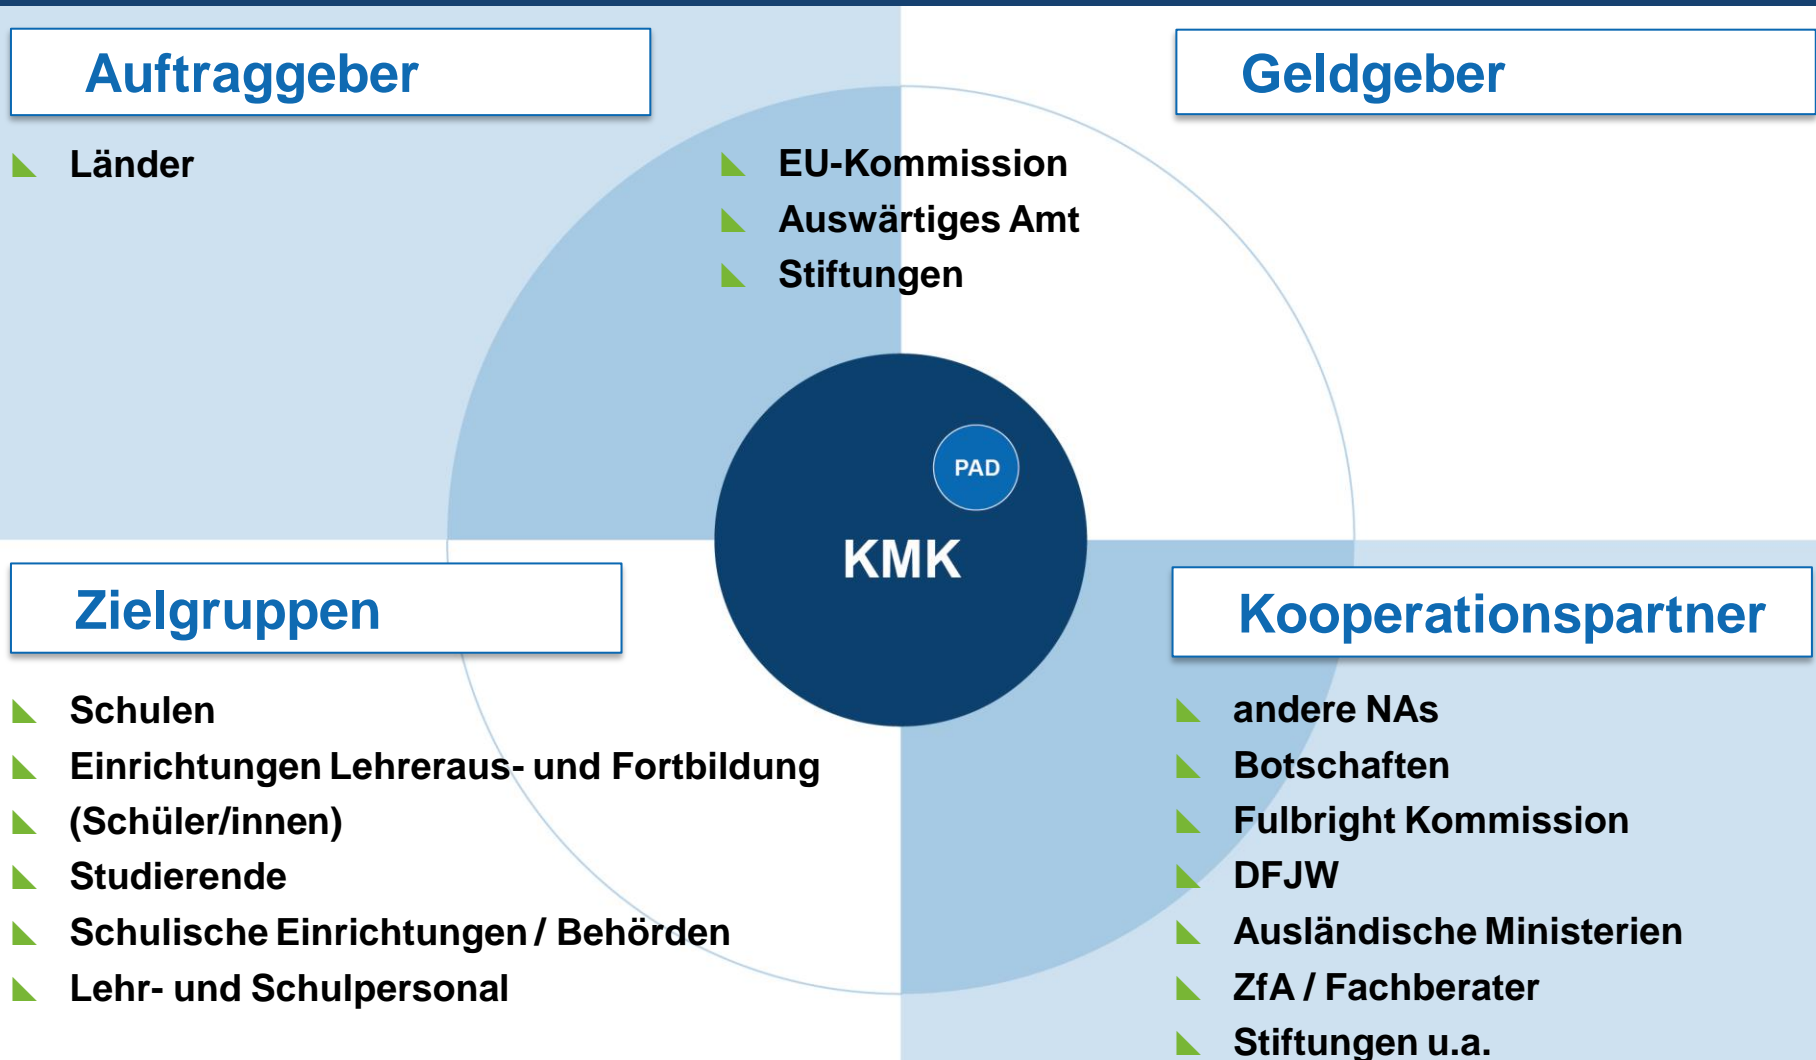 Auftraggeber
Länder
Geldgeber
EU-Kommission
Auswärtiges Amt
Stiftungen
PAD
KMK
Zielgruppen
Schulen
Einrichtungen Lehreraus- und Fortbildung
(Schüler/innen)
Studierende
Schulische Einrichtungen / Behörden
Lehr- und Schulpersonal
Kooperationspartner
andere NAs
Botschaften
Fulbright Kommission
DFJW
Ausländische Ministerien
ZfA / Fachberater
Stiftungen u.a.